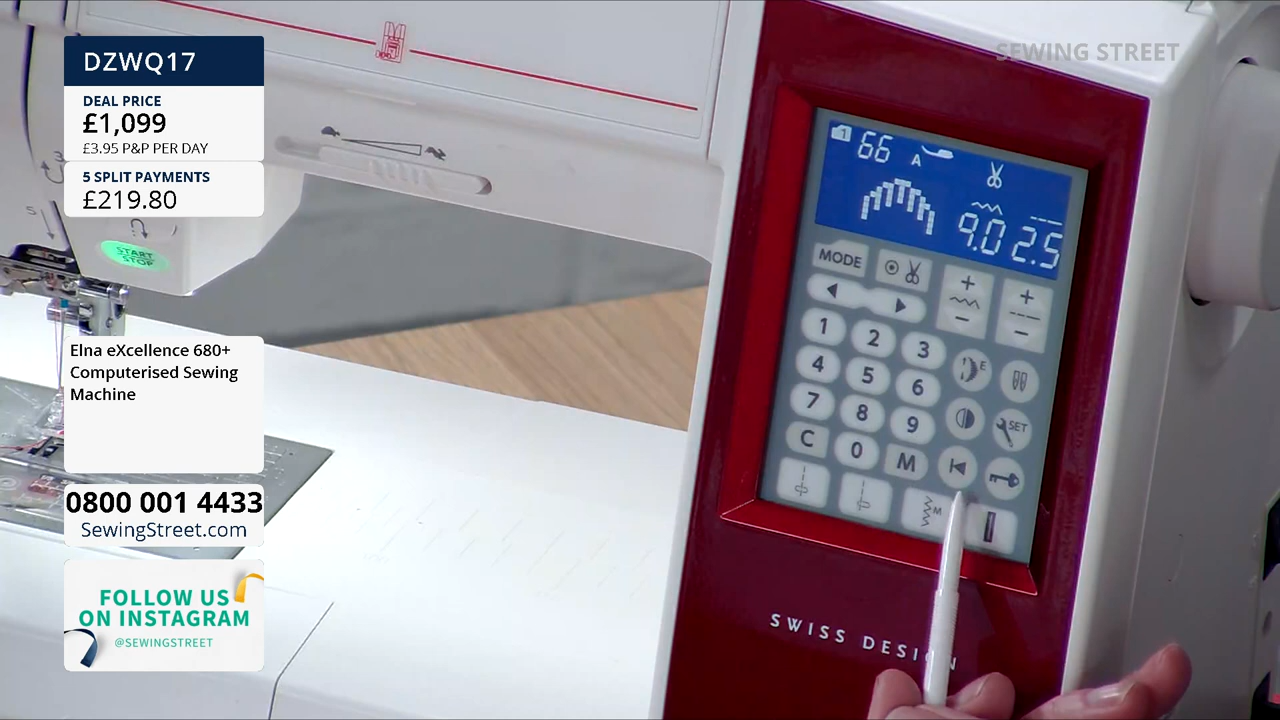 DZWQ17
DEAL PRICE
£1,099
£3.95 P&P PER DAY
5 SPLIT PAYMENTS
£219.80
START
STOP
Elna eXcellence 680+
Computerised Sewing
Machine
0800 001 4433
SewingStreet.com
FOLLOW US
ON INSTAGRAM
@SEWINGSTREET
SEWING STREET
1 66 A
9.0 2.5
MODE
+ +
- -
1 2 3
E
4 5 6
7 8 9
SET
C 0 M
M
SWISS DESIGN